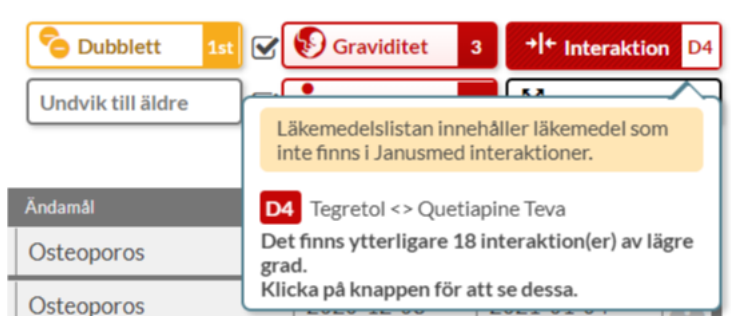 Dubblett 1st Graviditet 3 Interaktion D4
Undvik till äldre
Läkemedelslistan innehåller läkemedel som
inte finns i Janusmed interaktioner.
Ändamål
D4 Tegretol <> Quetiapine Teva
Det finns ytterligare 18 interaktion(er) av lägre
grad.
Klicka på knappen för att se dessa.
Osteoporos
Osteoporos